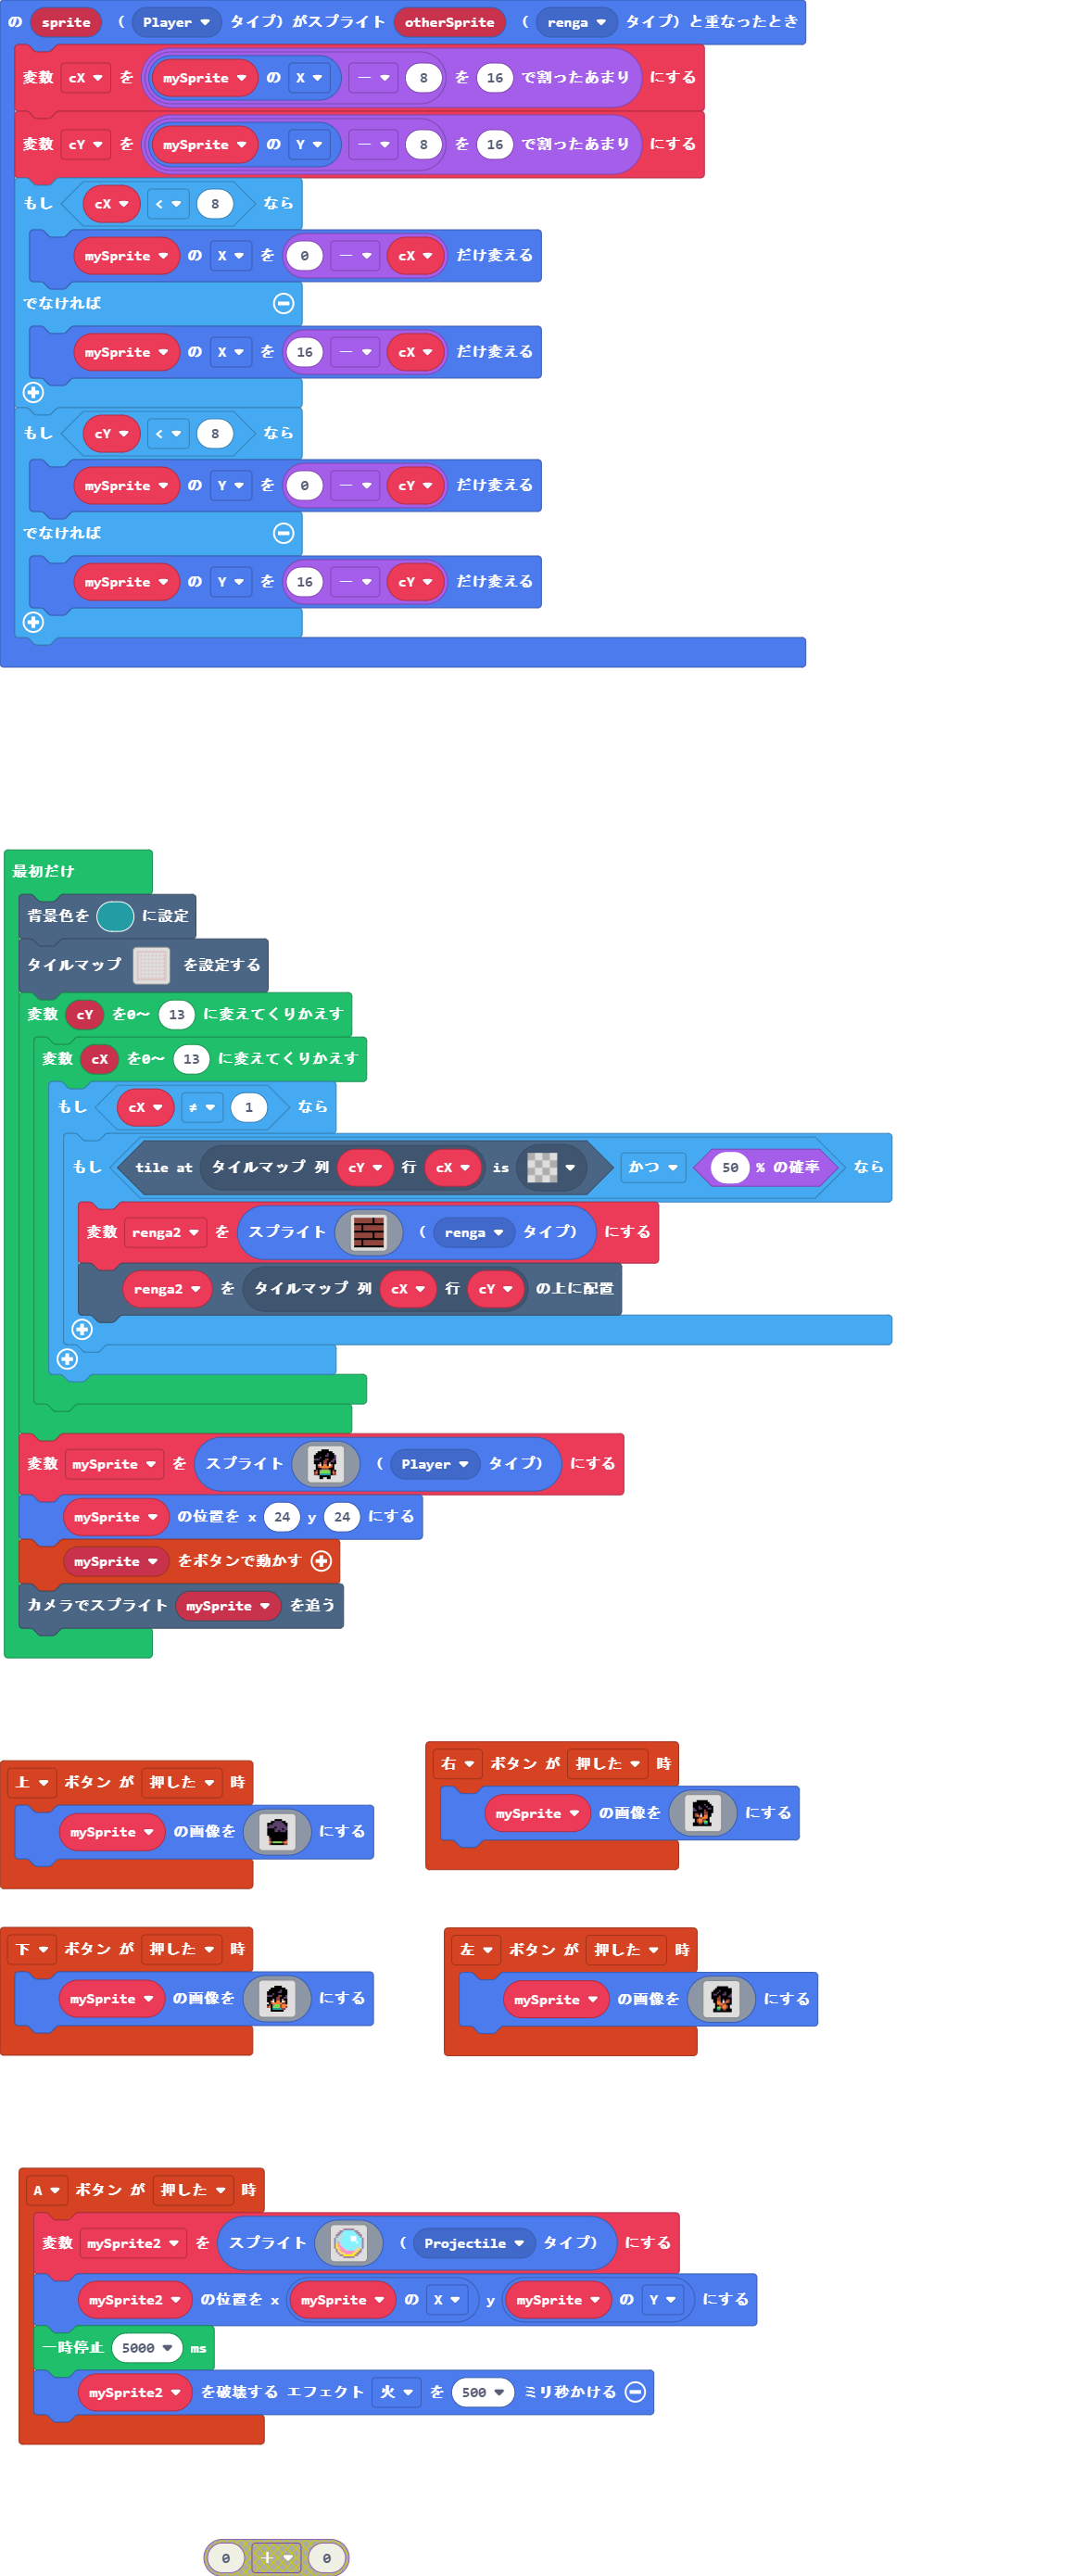 の sprite ( Player タイプ) がスプライト otherSprite ( renga タイプ) と重なったとき
変数 cX を mySprite の X － 8 を 16 で割ったあまり にする
変数 cY を mySprite の Y － 8 を 16 で割ったあまり にする
もし cX < 8 なら
mySprite の X を 0 － cX だけ変える
でなければ
mySprite の X を 16 － cX だけ変える
もし cY < 8 なら
mySprite の Y を 0 － cY だけ変える
でなければ
mySprite の Y を 16 － cY だけ変える
最初だけ
背景色を に設定
タイルマップ を設定する
変数 cY を0～ 13 に変えてくりかえす
変数 cX を0～ 13 に変えてくりかえす
もし cX ≠ 1 なら
もし tile at タイルマップ 列 cY 行 cX is かつ 50 % の確率 なら
変数 renga2 を スプライト ( renga タイプ) にする
renga2 を タイルマップ 列 cX 行 cY の上に配置
変数 mySprite を スプライト ( Player タイプ) にする
mySprite の位置を x 24 y 24 にする
mySprite をボタンで動かす
カメラでスプライト mySprite を追う
上 ボタン が 押した 時
mySprite の画像を にする
右 ボタン が 押した 時
mySprite の画像を にする
下 ボタン が 押した 時
mySprite の画像を にする
左 ボタン が 押した 時
mySprite の画像を にする
A ボタン が 押した 時
変数 mySprite2 を スプライト ( Projectile タイプ) にする
mySprite2 の位置を x mySprite の X y mySprite の Y にする
一時停止 5000 ms
mySprite2 を破壊する エフェクト 火 を 500 ミリ秒かける
0 + 0